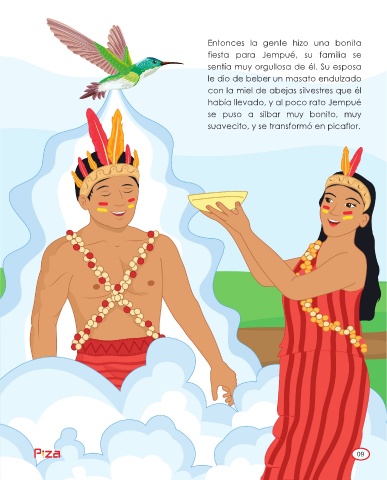 Entonces la gente hizo una bonita
fiesta para Jempué, su familia se
sentía muy orgullosa de él. Su esposa
le dio de beber un masato endulzado
con la miel de abejas silvestres que él
había llevado, y al poco rato Jempué
se puso a silbar muy bonito, muy
suavecito, y se transformó en picaflor.
Piza
09